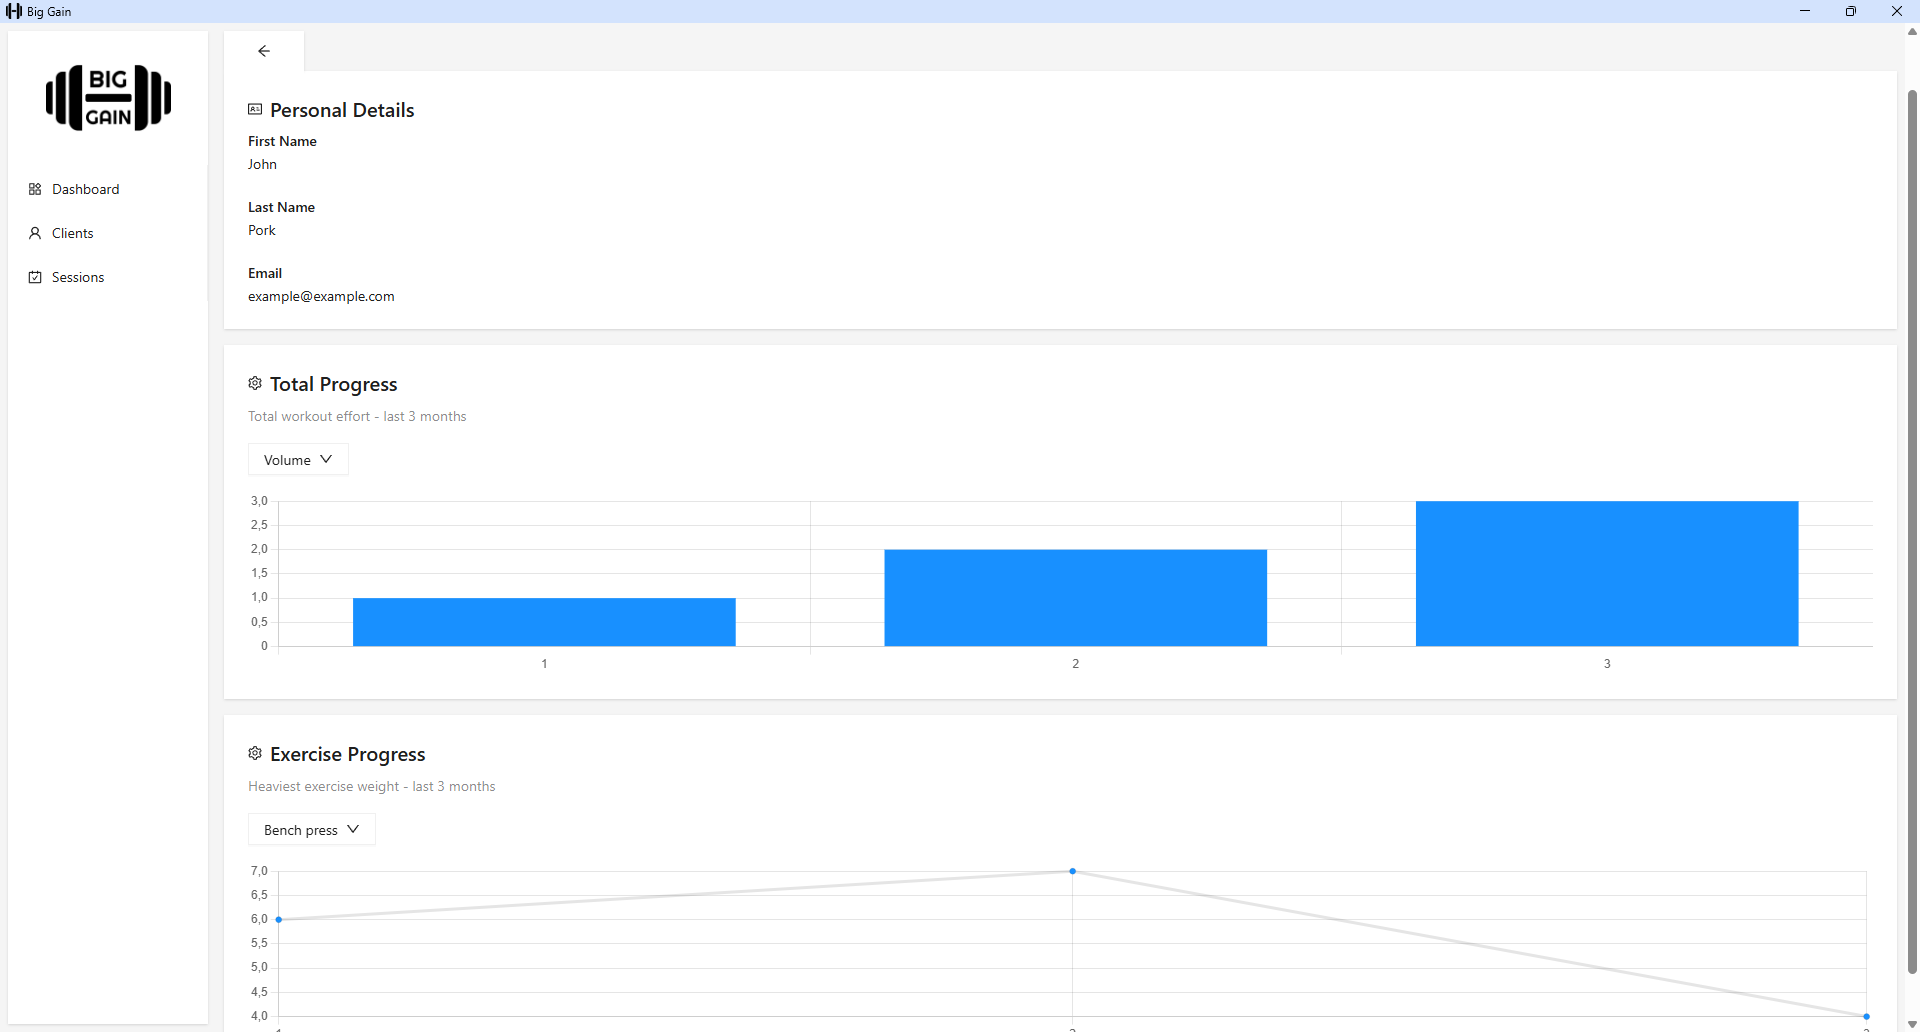 Big Gain
BIG
GAIN
Dashboard
Clients
Sessions
Personal Details
First Name
John
Last Name
Pork
Email
example@example.com
Total Progress
Total workout effort - last 3 months
Volume
3,0
2,5
2,0
1,5
1,0
0,5
0
1 2 3
Exercise Progress
Heaviest exercise weight - last 3 months
Bench press
7,0
6,5
6,0
5,5
5,0
4,5
4,0